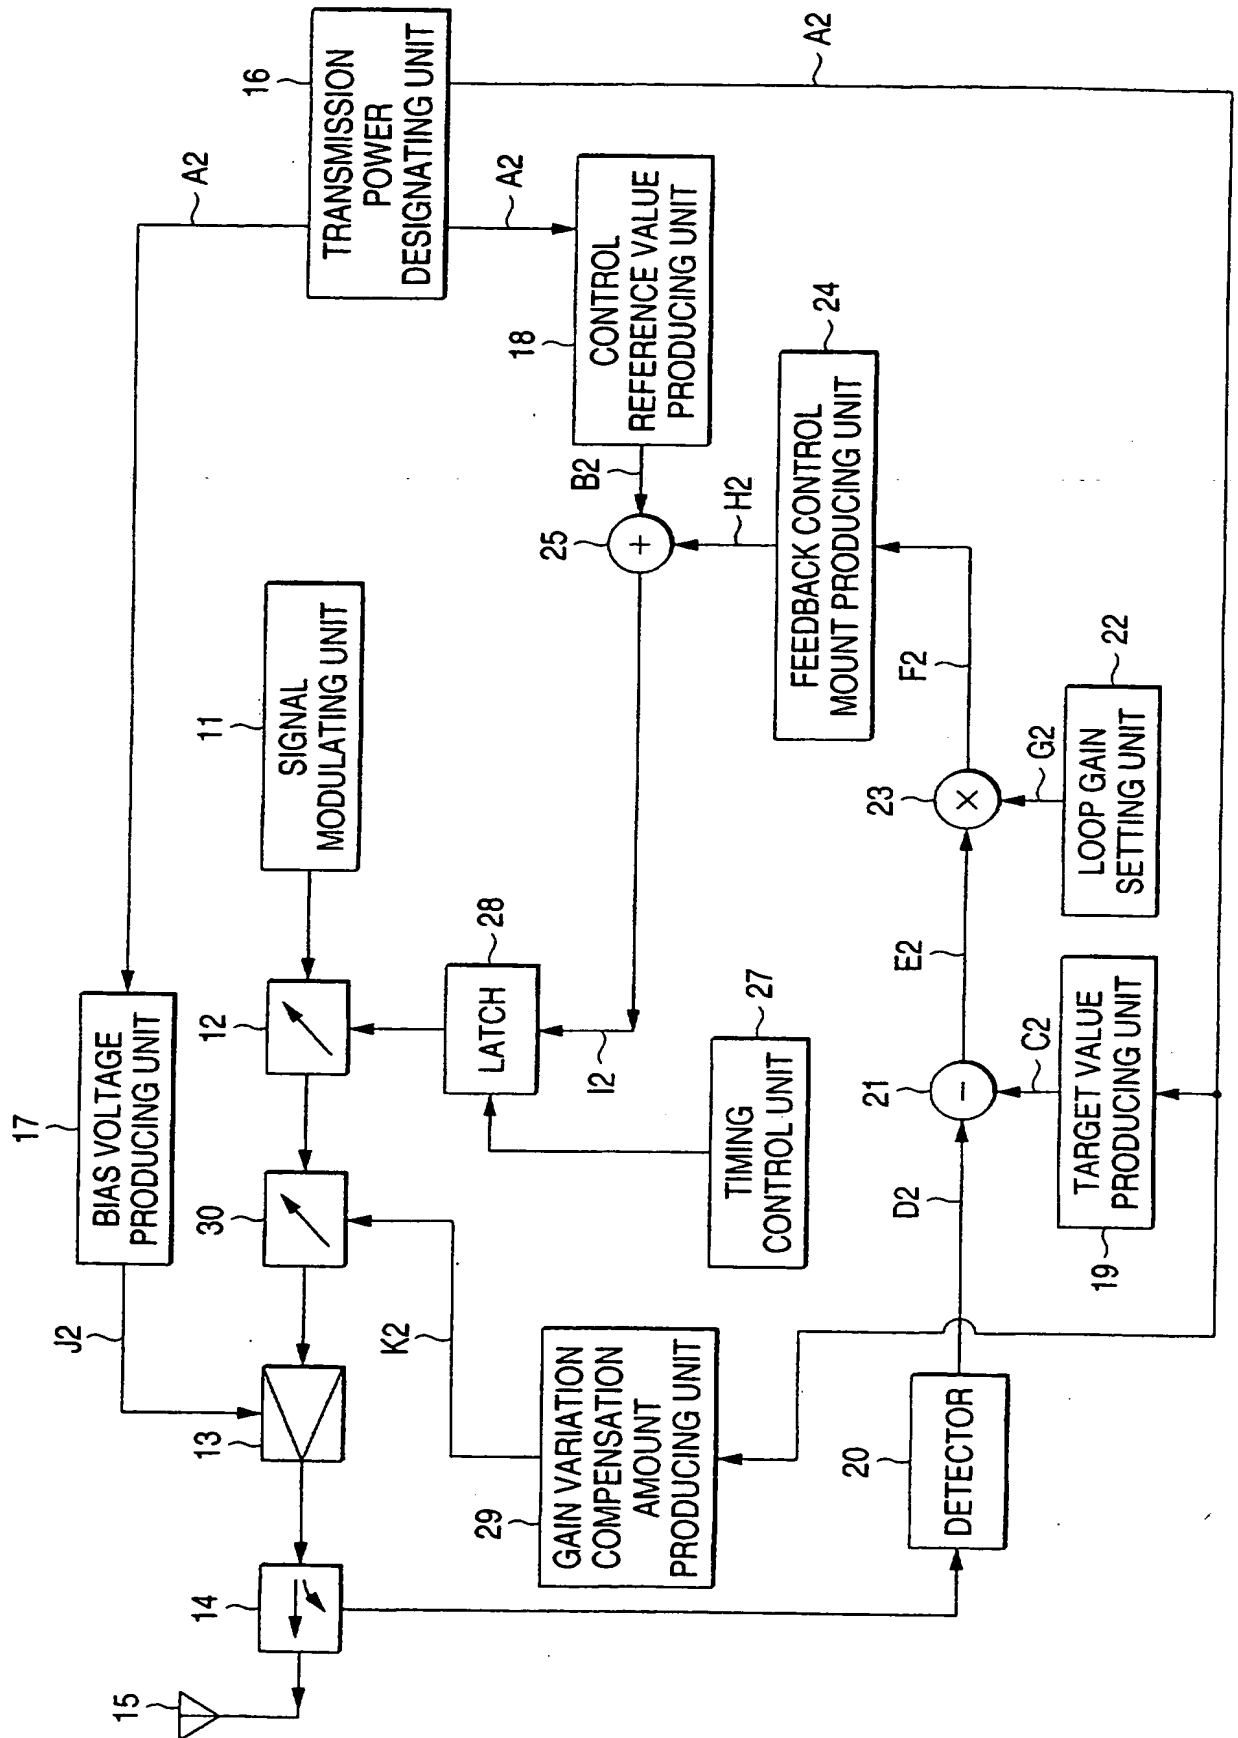 15
14
J2
13
17
BIAS VOLTAGE
PRODUCING UNIT
30
12
11
SIGNAL
MODULATING UNIT
A2
16
TRANSMISSION
POWER
DESIGNATING UNIT
A2
A2
K2
28
LATCH
I2
25
+
B2
18
CONTROL
REFERENCE VALUE
PRODUCING UNIT
29
GAIN VARIATION
COMPENSATION
AMOUNT
PRODUCING UNIT
27
TIMING
CONTROL UNIT
H2
24
FEEDBACK CONTROL
MOUNT PRODUCING UNIT
20
DETECTOR
D2
21
−
E2
23
×
F2
C2
19
TARGET VALUE
PRODUCING UNIT
G2
22
LOOP GAIN
SETTING UNIT